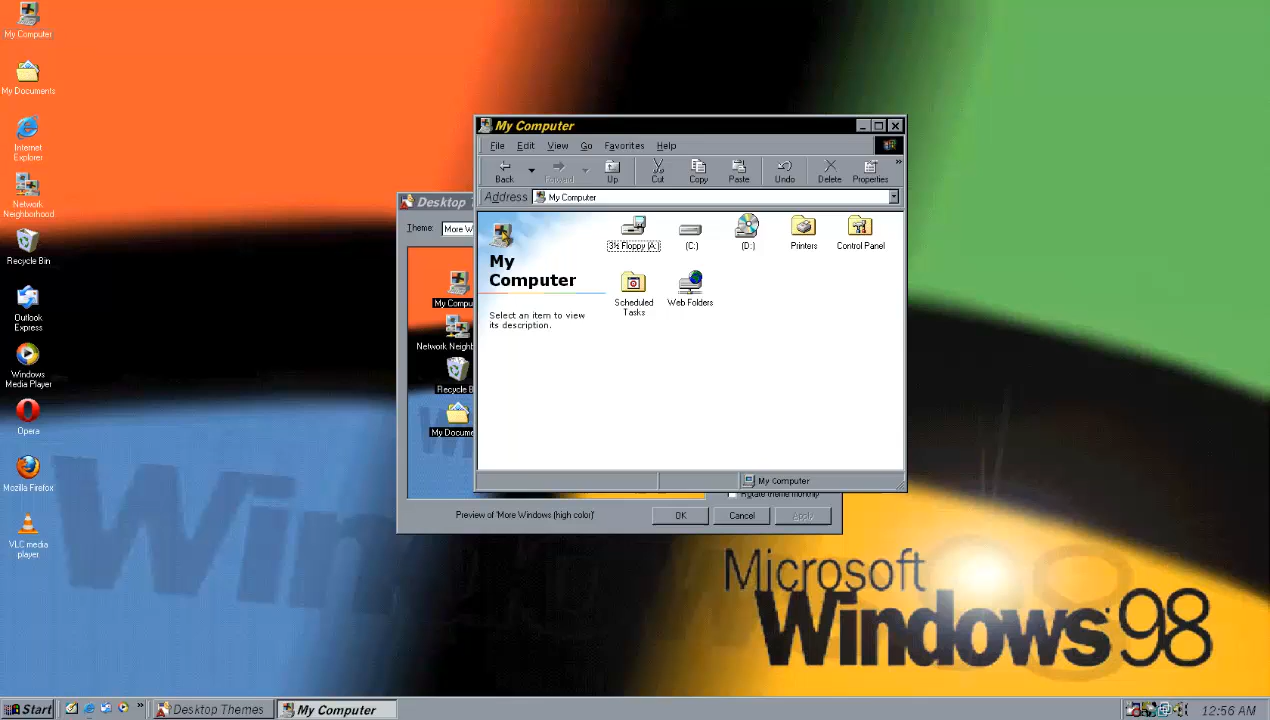 My Computer
My Documents
Internet
Explorer
Network
Neighborhood
Recycle Bin
Outlook
Express
Windows
Media Player
Opera
Mozilla Firefox
VLC media
player
Desktop T
Theme:
More W
My Compu
Network Neighb
Recycle B
My Docume
Rotate theme monthly
Preview of 'More Windows (high color)'
OK
Cancel
Apply
My Computer
File Edit View Go Favorites Help
Back Forward Up Cut Copy Paste Undo Delete Properties
Address My Computer
My
Computer
Select an item to view
its description.
3½ Floppy (A:)
(C:)
(D:)
Printers
Control Panel
Scheduled
Tasks
Web Folders
My Computer
Microsoft
Windows 98
Start
Desktop Themes
My Computer
12:56 AM